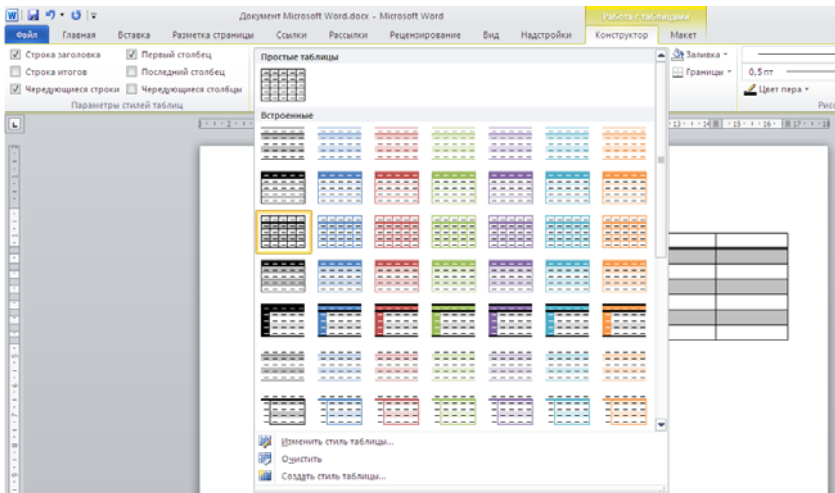 Документ Microsoft Word.docx - Microsoft Word
Работа с таблицами
Файл Главная Вставка Разметка страницы Ссылки Рассылки Рецензирование Вид Надстройки Конструктор Макет
Строка заголовка Первый столбец
Строка итогов Последний столбец
Чередующиеся строки Чередующиеся столбцы
Параметры стилей таблиц
Простые таблицы
Встроенные
Заливка
Границы
0,5 пт
Цвет пера
Изменить стиль таблицы...
Очистить
Создать стиль таблицы...